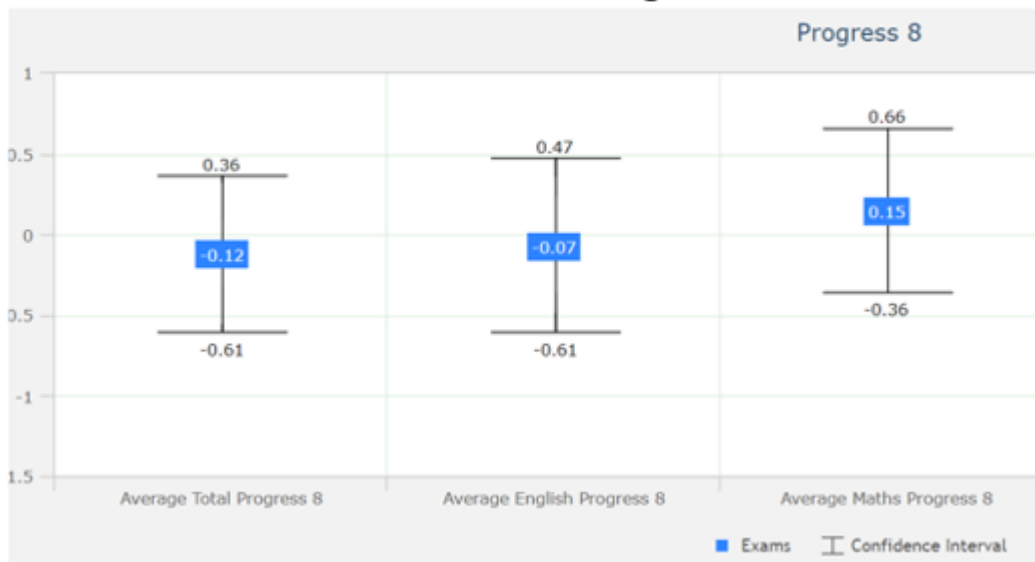 Progress 8
1
0.66
0.47
0.5
0.36
0.15
0
-0.07
-0.12
0.5
-0.36
-0.61
-0.61
-1
1.5
Average Total Progress 8
Average English Progress 8
Average Maths Progress 8
Exams
Confidence Interval